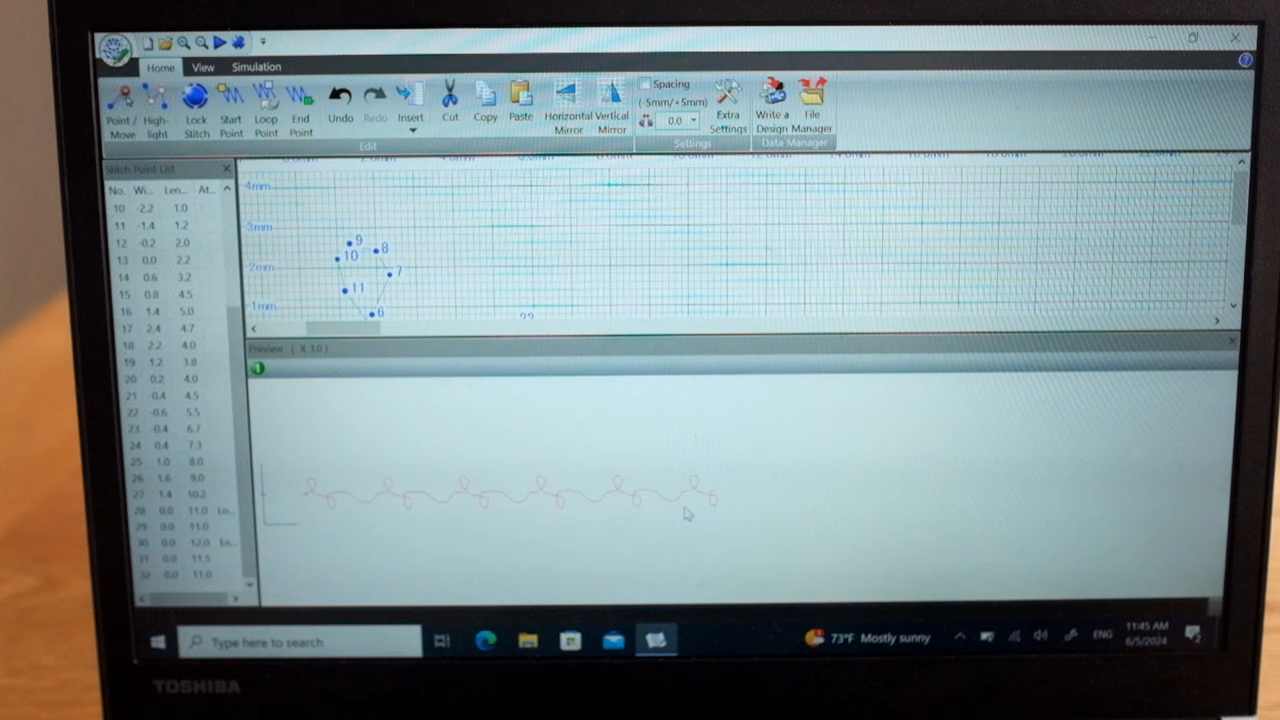 Home View Simulation
Point / Move
High-light
Lock Stitch
Start Point
Loop Point
End Point
Undo
Redo
Insert
Cut
Copy
Paste
Horizontal Mirror
Vertical Mirror
Spacing
(-5mm/+5mm)
0.0
Extra Settings
Write a Design
File Manager
Edit
Settings
Data Manager
Stitch Point List
No. Wi... Len... At...
10 -2.2 1.0
11 -1.4 1.2
12 -0.2 2.0
13 0.0 2.2
14 0.6 3.2
15 0.8 4.5
16 1.4 5.0
17 2.4 4.7
18 2.2 4.0
19 1.2 3.8
20 0.2 4.0
21 -0.4 4.5
22 -0.6 5.5
23 -0.4 6.7
24 0.4 7.3
25 1.0 8.0
26 1.6 9.0
27 1.4 10.2
28 0.0 11.0 In...
29 0.0 11.0
30 0.0 12.0 In...
31 0.0 11.5
32 0.0 11.0
4mm
3mm
2mm
1mm
9
8
10
7
11
6
Preview ( X 3.0 )
Type here to search
73°F Mostly sunny
ENG
11:45 AM
6/5/2024
2
TOSHIBA